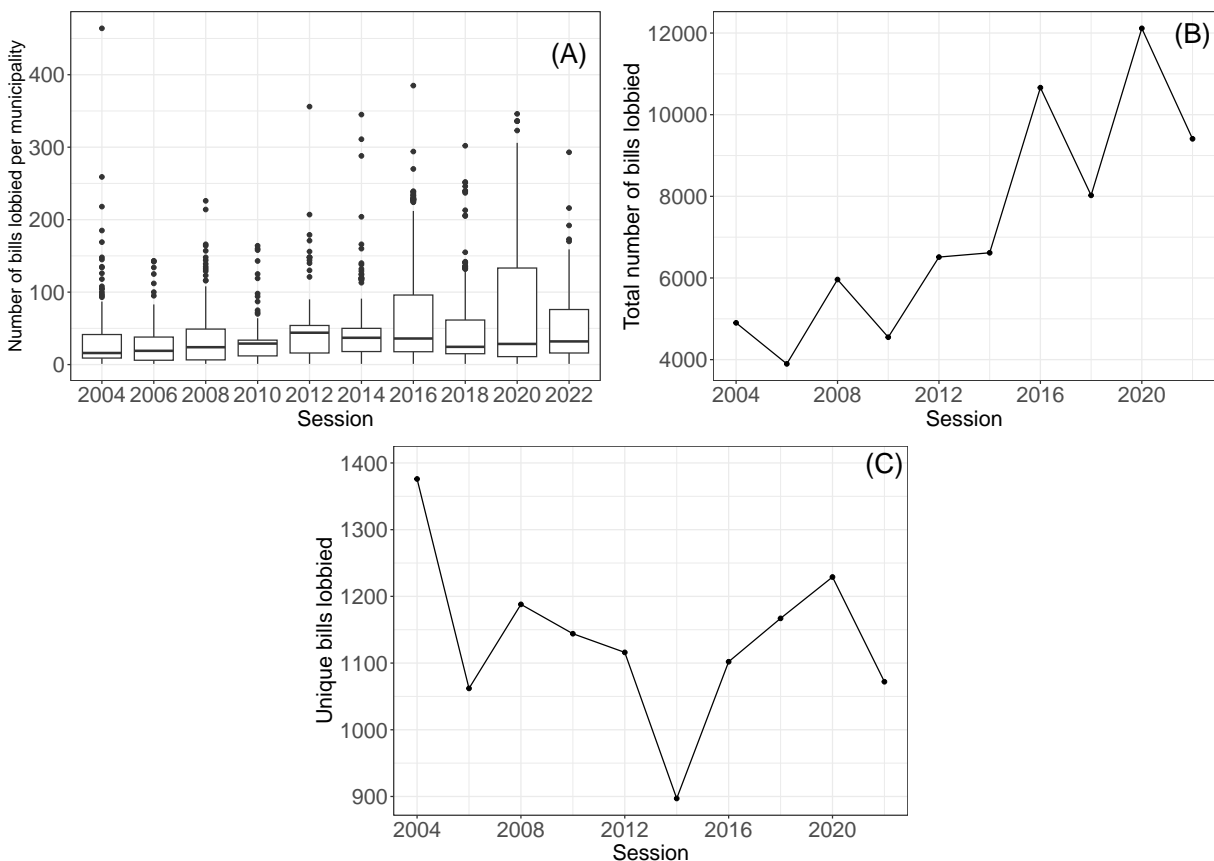 (A)
Number of bills lobbied per municipality
400
300
200
100
0
2004 2006 2008 2010 2012 2014 2016 2018 2020 2022
Session
(B)
Total number of bills lobbied
12000
10000
8000
6000
4000
2004 2008 2012 2016 2020
Session
(C)
Unique bills lobbied
1400
1300
1200
1100
1000
900
2004 2008 2012 2016 2020
Session